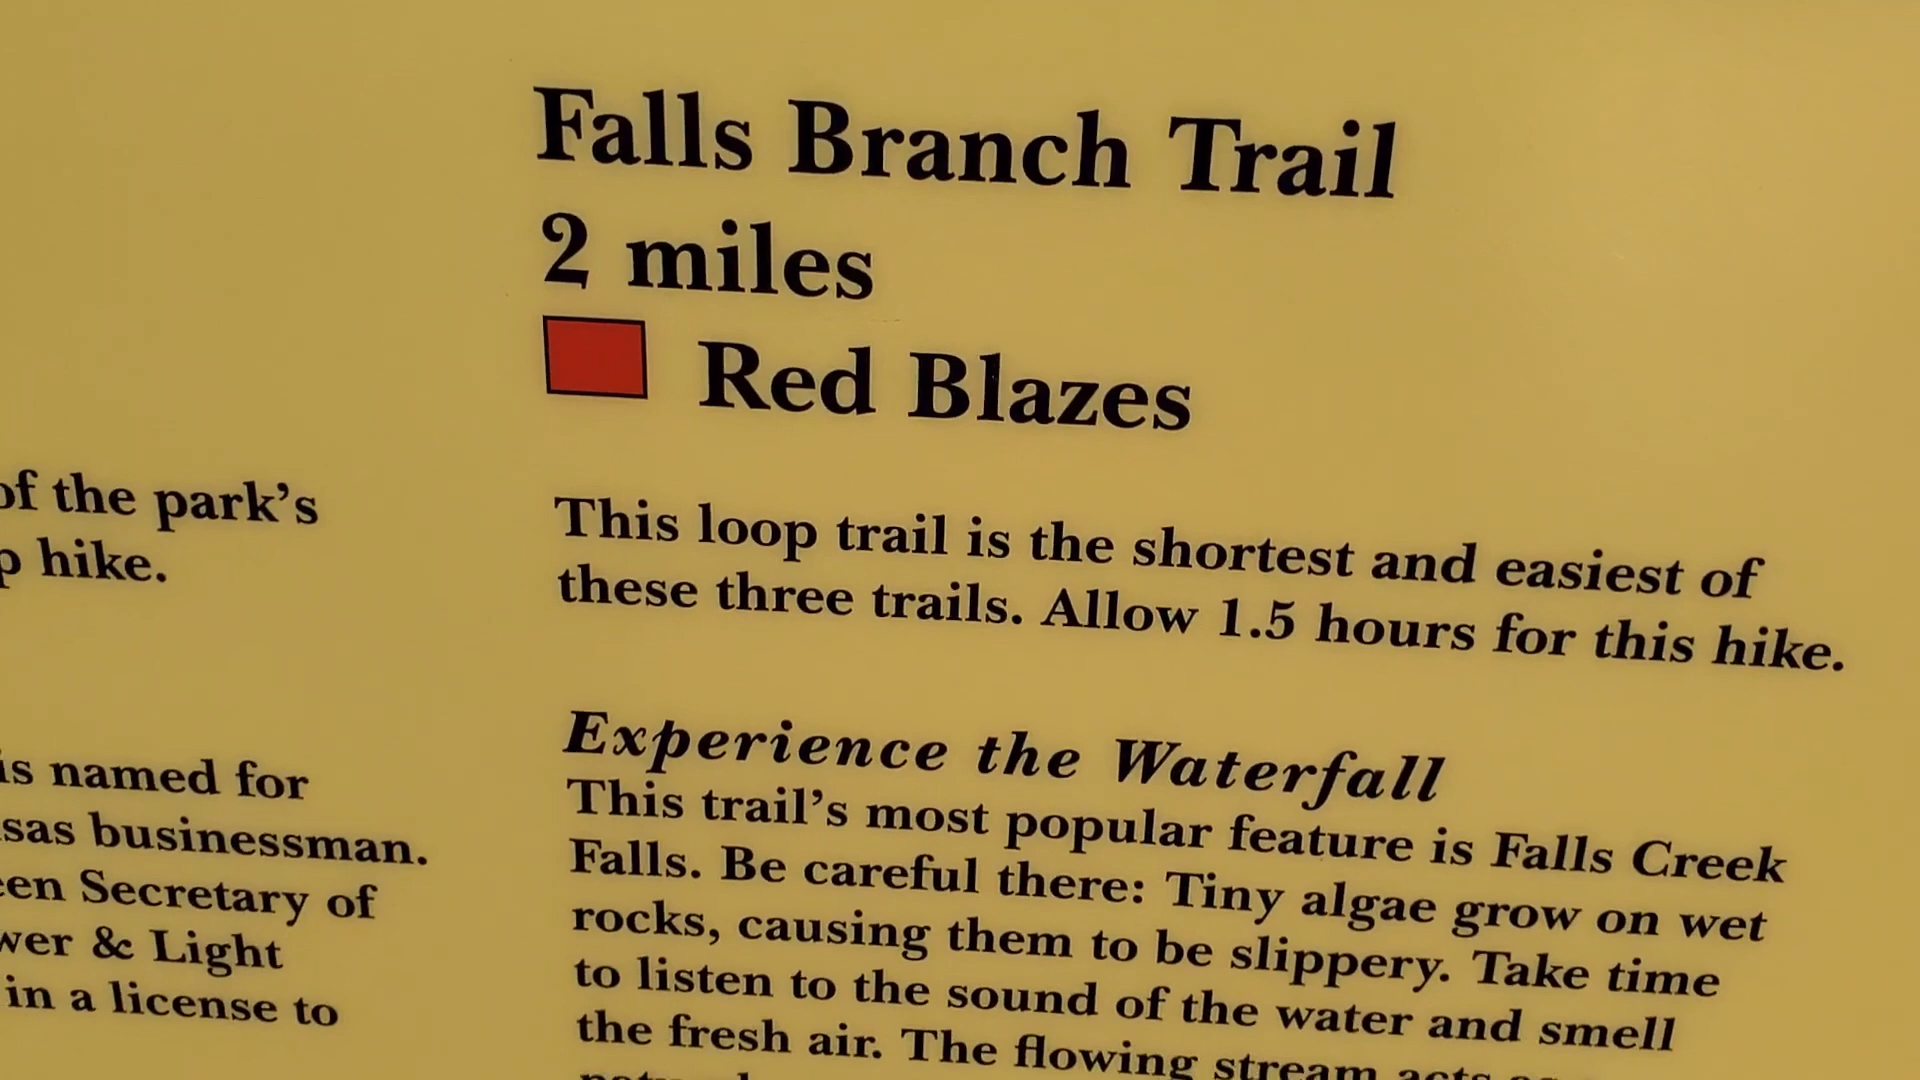 of the park's
hike.
is named for
businessman.
Secretary of
& Light
in a license to
Falls Branch Trail
2 miles
Red Blazes
This loop trail is the shortest and easiest of
these three trails. Allow 1.5 hours for this hike.
Experience the Waterfall
This trail's most popular feature is Falls Creek
Falls. Be careful there: Tiny algae grow on wet
rocks, causing them to be slippery. Take time
to listen to the sound of the water and smell
the fresh air. The flowing stream acts